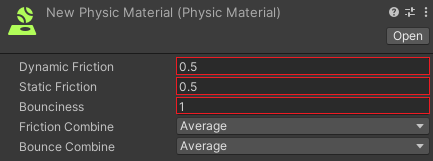 New Physic Material (Physic Material)
Open
Dynamic Friction 0.5
Static Friction 0.5
Bounciness 1
Friction Combine Average
Bounce Combine Average